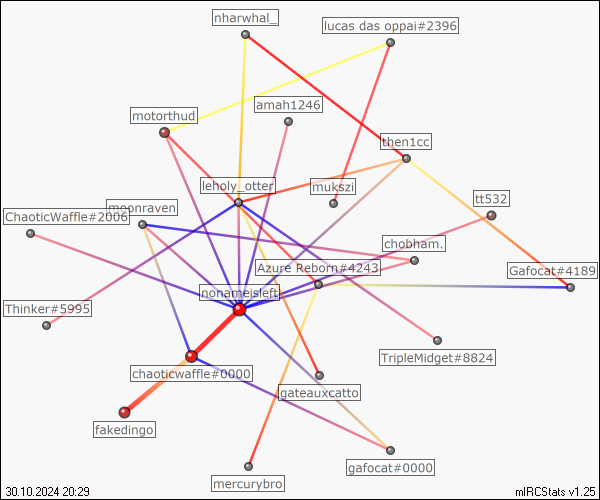 nharwhal_
lucas das oppai#2396
amah1246
motorthud
then1cc
leholy_otter
mukszi
tt532
moonraven
ChaoticWaffle#2006
chobham.
Azure Reborn#4243
Gafocat#4189
nonameisleft
Thinker#5995
TripleMidget#8824
chaoticwaffle#0000
gateauxcatto
fakedingo
gafocat#0000
mercurybro
30.10.2024 20:29
mIRCStats v1.25